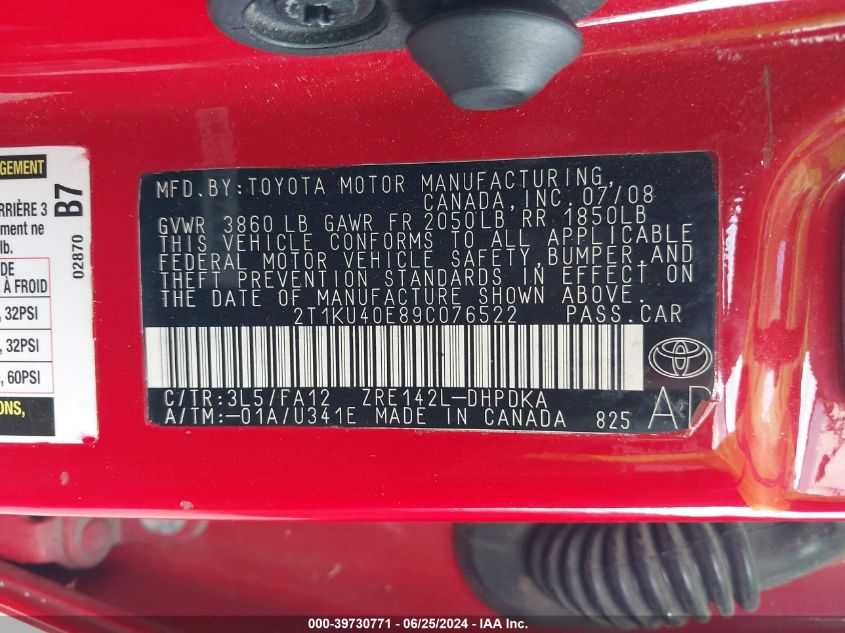 GEMENT
ARRIÈRE 3
ement ne
lb.
DE
À FROID
, 32PSI
, 32PSI
, 60PSI
IONS,
B7
02870
MFD.BY:TOYOTA MOTOR MANUFACTURING,
CANADA,INC. 07/08
GVWR 3860 LB GAWR FR 2050LB RR 1850LB
THIS VEHICLE CONFORMS TO ALL APPLICABLE
FEDERAL MOTOR VEHICLE SAFETY,BUMPER,AND
THEFT PREVENTION STANDARDS IN EFFECT ON
THE DATE OF MANUFACTURE SHOWN ABOVE.
2T1KU40E89C076522 PASS.CAR
C/TR:3L5/FA12 ZRE142L-DHPDKA
A/TM:-01A/U341E MADE IN CANADA 825
000-39730771 - 06/25/2024 - IAA Inc.